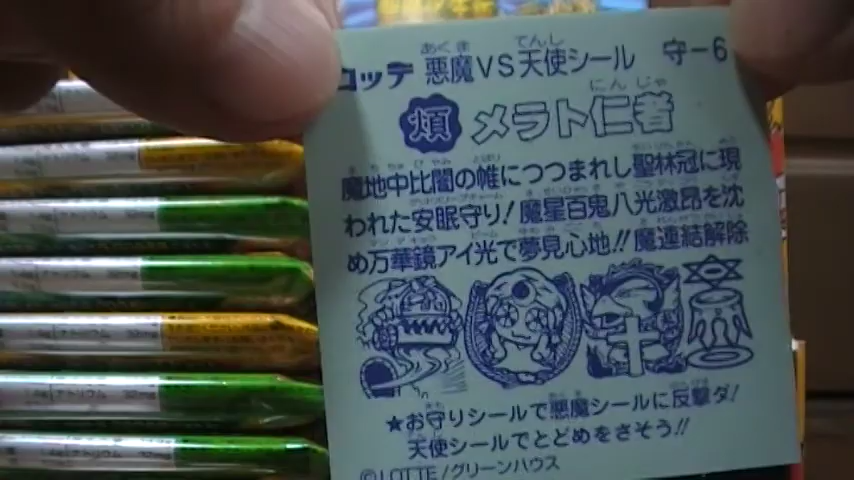 ロッテ 悪魔VS天使シール 守-6
煩 メラト仁者
魔地中比闇の帷につつまれし聖林冠に現
われた安眠守り!魔星百鬼八光激昂を沈
め万華鏡アイ光で夢見心地!!魔連結解除
★お守りシールで悪魔シールに反撃ダ!
天使シールでとどめをさそう!!
©LOTTE/グリーンハウス